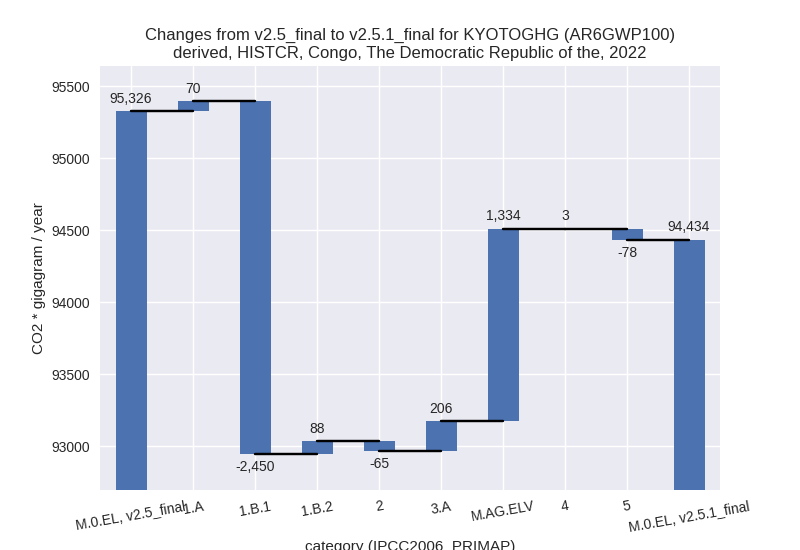 Changes from v2.5_final to v2.5.1_final for KYOTOGHG (AR6GWP100)
derived, HISTCR, Congo, The Democratic Republic of the, 2022
CO2 * gigagram / year
95500
95000
94500
94000
93500
93000
95,326
70
-2,450
88
-65
206
1,334
3
-78
94,434
M.0.EL, v2.5_final
1.A
1.B.1
1.B.2
2
3.A
M.AG.ELV
4
5
M.0.EL, v2.5.1_final
category (IPCC2006_PRIMAP)